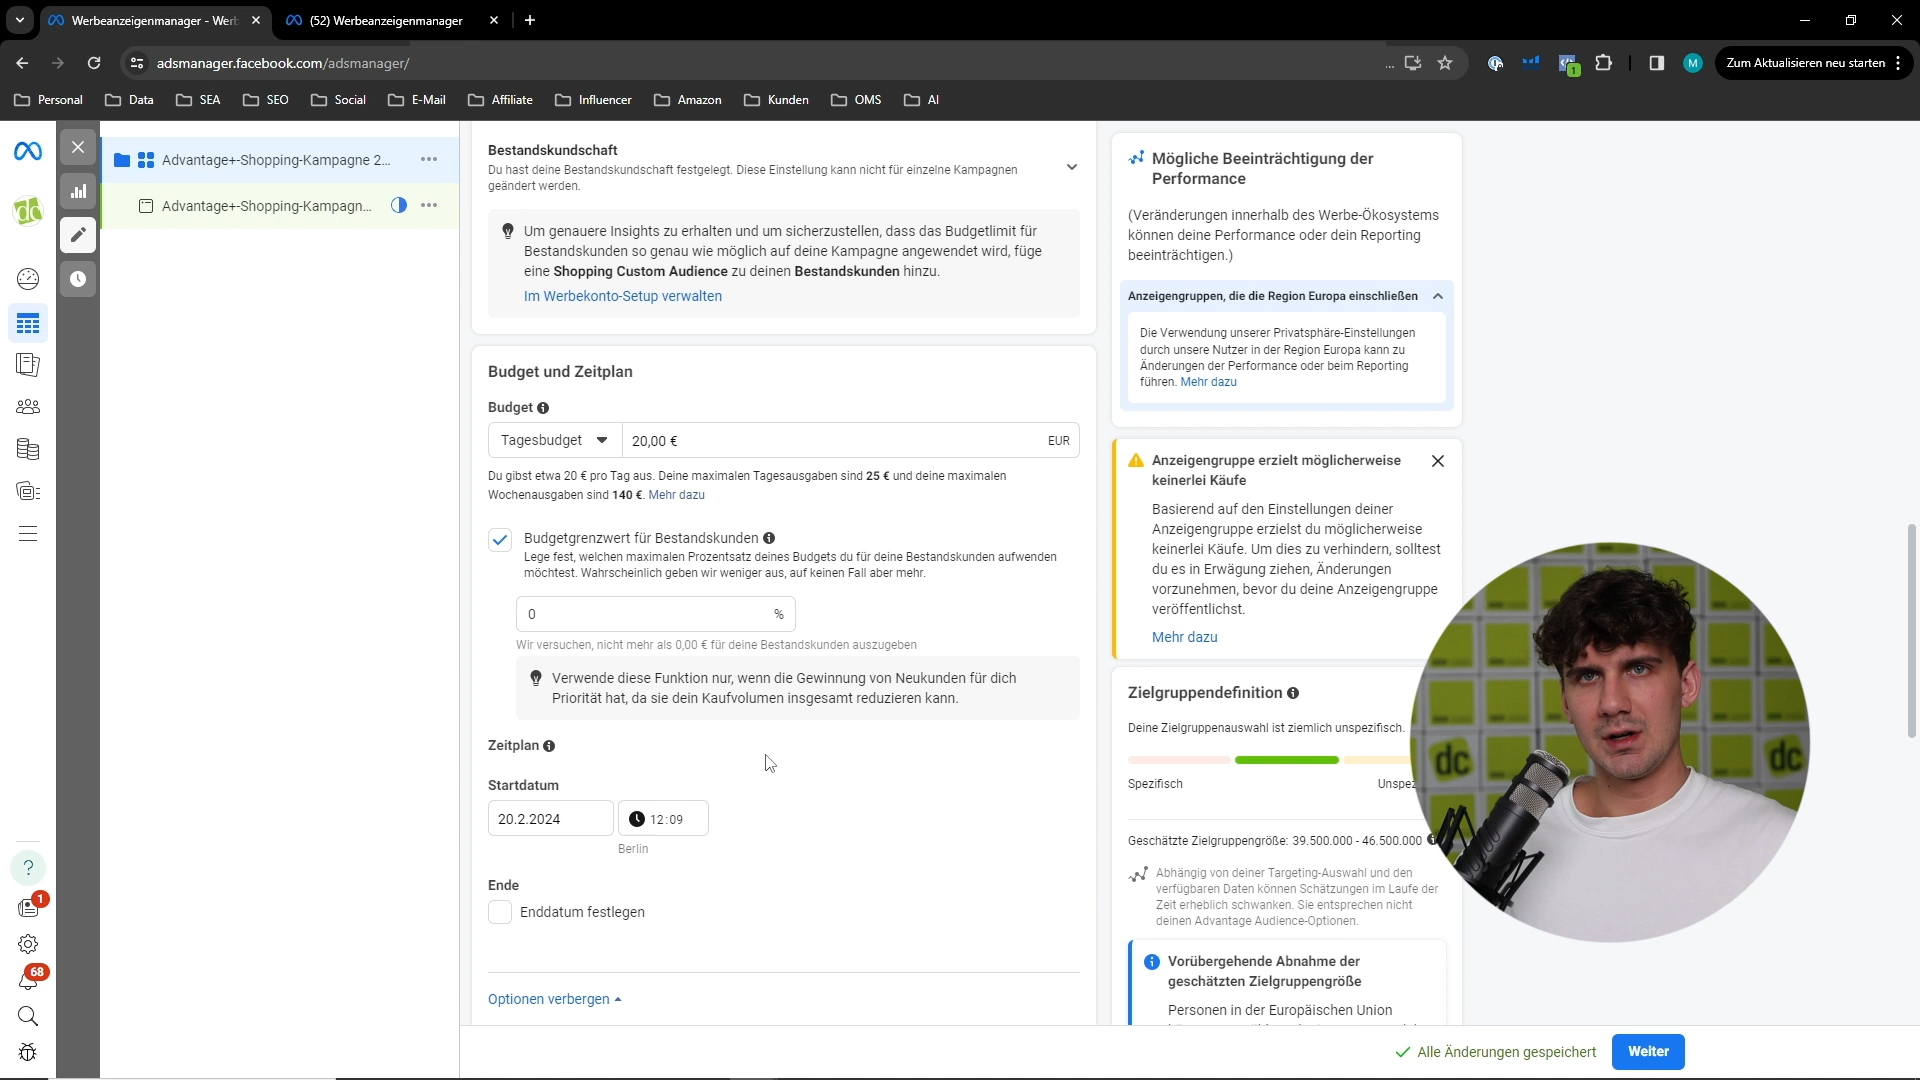 Werbeanzeigenmanager - Werb
(52) Werbeanzeigenmanager
adsmanager.facebook.com/adsmanager/
...
1
M
Zum Aktualisieren neu starten
Personal
Data
SEA
SEO
Social
E-Mail
Affiliate
Influencer
Amazon
Kunden
OMS
AI
dc
Advantage+-Shopping-Kampagne 2...
Advantage+-Shopping-Kampagn...
?
1
68
Bestandskundschaft
Du hast deine Bestandskundschaft festgelegt. Diese Einstellung kann nicht für einzelne Kampagnen
geändert werden.
Um genauere Insights zu erhalten und um sicherzustellen, dass das Budgetlimit für
Bestandskunden so genau wie möglich auf deine Kampagne angewendet wird, füge
eine Shopping Custom Audience zu deinen Bestandskunden hinzu.
Im Werbekonto-Setup verwalten
Budget und Zeitplan
Budget
Tagesbudget
20,00 €
EUR
Du gibst etwa 20 € pro Tag aus. Deine maximalen Tagesausgaben sind 25 € und deine maximalen
Wochenausgaben sind 140 €. Mehr dazu
Budgetgrenzwert für Bestandskunden
Lege fest, welchen maximalen Prozentsatz deines Budgets du für deine Bestandskunden aufwenden
möchtest. Wahrscheinlich geben wir weniger aus, auf keinen Fall aber mehr.
0
%
Wir versuchen, nicht mehr als 0,00 € für deine Bestandskunden auszugeben
Verwende diese Funktion nur, wenn die Gewinnung von Neukunden für dich
Priorität hat, da sie dein Kaufvolumen insgesamt reduzieren kann.
Zeitplan
Startdatum
20.2.2024
12:09
Berlin
Ende
Enddatum festlegen
Optionen verbergen
Mögliche Beeinträchtigung der
Performance
(Veränderungen innerhalb des Werbe-Ökosystems
können deine Performance oder dein Reporting
beeinträchtigen.)
Anzeigengruppen, die die Region Europa einschließen
Die Verwendung unserer Privatsphäre-Einstellungen
durch unsere Nutzer in der Region Europa kann zu
Änderungen der Performance oder beim Reporting
führen. Mehr dazu
Anzeigengruppe erzielt möglicherweise
keinerlei Käufe
Basierend auf den Einstellungen deiner
Anzeigengruppe erzielst du möglicherweise
keinerlei Käufe. Um dies zu verhindern, solltest
du es in Erwägung ziehen, Änderungen
vorzunehmen, bevor du deine Anzeigengruppe
veröffentlichst.
Mehr dazu
Zielgruppendefinition
Deine Zielgruppenauswahl ist ziemlich unspezifisch.
Spezifisch
Unspez
Geschätzte Zielgruppengröße: 39.500.000 - 46.500.000
Abhängig von deiner Targeting-Auswahl und den
verfügbaren Daten können Schätzungen im Laufe der
Zeit erheblich schwanken. Sie entsprechen nicht
deinen Advantage Audience-Optionen.
Vorübergehende Abnahme der
geschätzten Zielgruppengröße
Personen in der Europäischen Union
dc
dc
Alle Änderungen gespeichert
Weiter